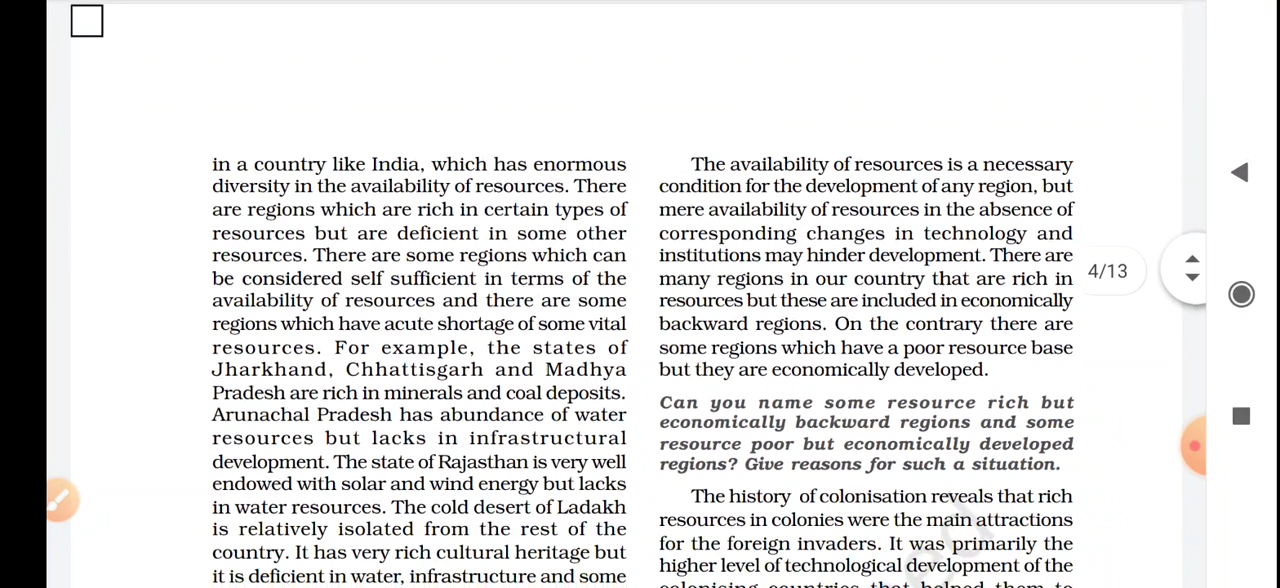 in a country like India, which has enormous
diversity in the availability of resources. There
are regions which are rich in certain types of
resources but are deficient in some other
resources. There are some regions which can
be considered self sufficient in terms of the
availability of resources and there are some
regions which have acute shortage of some vital
resources. For example, the states of
Jharkhand, Chhattisgarh and Madhya
Pradesh are rich in minerals and coal deposits.
Arunachal Pradesh has abundance of water
resources but lacks in infrastructural
development. The state of Rajasthan is very well
endowed with solar and wind energy but lacks
in water resources. The cold desert of Ladakh
is relatively isolated from the rest of the
country. It has very rich cultural heritage but
it is deficient in water, infrastructure and some
The availability of resources is a necessary
condition for the development of any region, but
mere availability of resources in the absence of
corresponding changes in technology and
institutions may hinder development. There are
many regions in our country that are rich in
resources but these are included in economically
backward regions. On the contrary there are
some regions which have a poor resource base
but they are economically developed.
Can you name some resource rich but
economically backward regions and some
resource poor but economically developed
regions? Give reasons for such a situation.
The history of colonisation reveals that rich
resources in colonies were the main attractions
for the foreign invaders. It was primarily the
higher level of technological development of the
colonising countries that helped them to
4/13